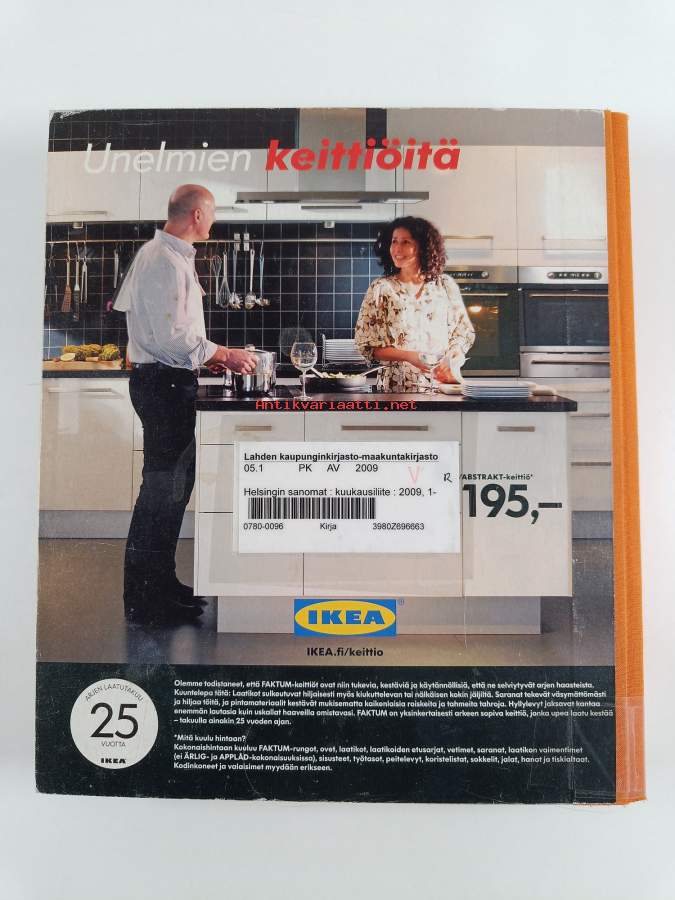 Unelmien keittiöitä
Antikvariaatti.net
Lahden kaupunginkirjasto-maakuntakirjasto
05.1 PK AV 2009 V R
Helsingin sanomat : kuukausiliite : 2009, 1-
0780-0096 Kirja 3980Z696663
/ABSTRAKT-keittiö*
195,–
IKEA ®
IKEA.fi/keittio
ARJEN LAATUTAKUU
25
VUOTTA
IKEA
Olemme todistaneet, että FAKTUM-keittiöt ovat niin tukevia, kestäviä ja käytännöllisiä, että ne selviytyvät arjen haasteista.
Kuuntelepa tätä: Laatikot sulkeutuvat hiljaisesti myös kiukuttelevan tai nälkäisen kokin jäljiltä. Saranat tekevät väsymättömästi
ja hiljaa töitä, ja pintamateriaalit kestävät mukisematta kaikenlaisia roiskeita ja tahmeita tahroja. Hyllylevyt jaksavat kantaa
enemmän lautasia kuin uskallat haaveilla omistavasi. FAKTUM on yksinkertaisesti arkeen sopiva keittiö, jonka upea laatu kestää
– takuulla ainakin 25 vuoden ajan.
*Mitä kuuluu hintaan?
Kokonaishintaan kuuluu FAKTUM-rungot, ovet, laatikot, laatikoiden etusarjat, vetimet, saranat, laatikon vaimentimet
(ei ÄRLIG- ja APPLÅD-kokonaisuuksissa), sisusteet, työtasot, peitelevyt, koristelistat, sokkelit, jalat, hanat ja tiskialtaat.
Kodinkoneet ja valaisimet myydään erikseen.